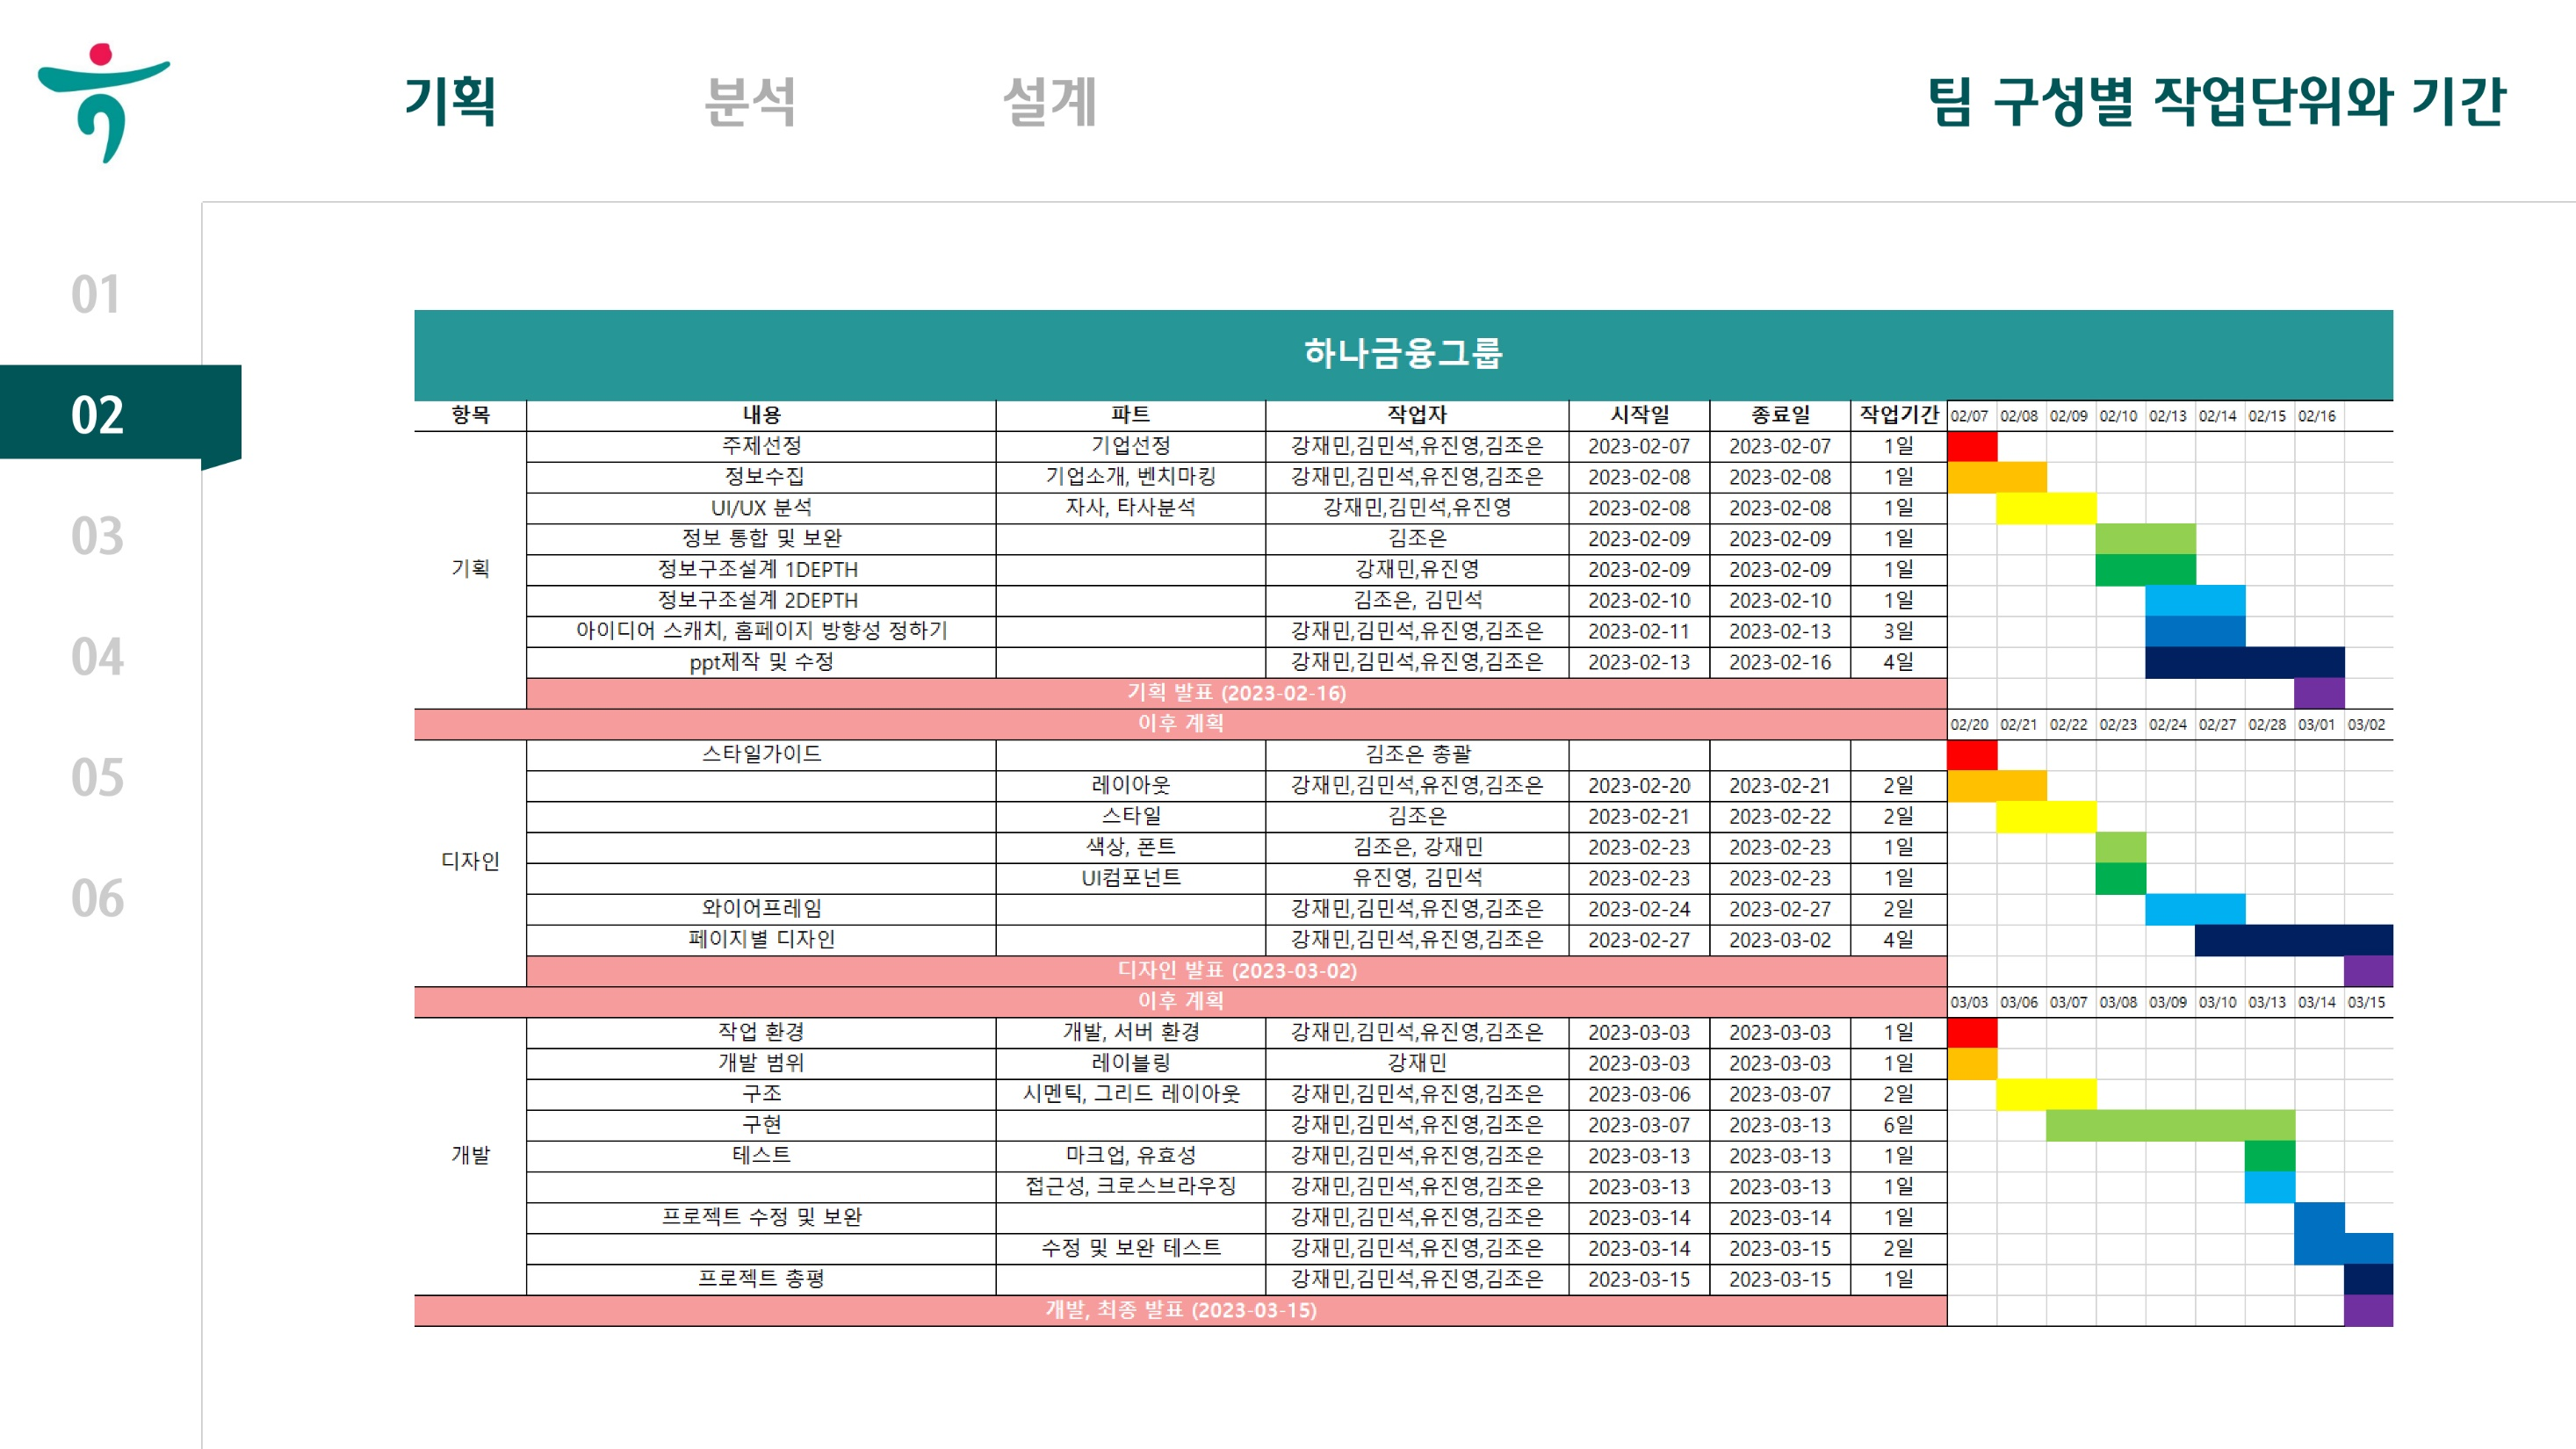 기획 분석 설계 팀 구성별 작업단위와 기간
01
02
03
04
05
06
하나금융그룹
항목 내용 파트 작업자 시작일 종료일 작업기간 02/07 02/08 02/09 02/10 02/13 02/14 02/15 02/16
기획
주제선정 기업선정 강재민,김민석,유진영,김조은 2023-02-07 2023-02-07 1일
정보수집 기업소개, 벤치마킹 강재민,김민석,유진영,김조은 2023-02-08 2023-02-08 1일
UI/UX 분석 자사, 타사분석 강재민,김민석,유진영 2023-02-08 2023-02-08 1일
정보 통합 및 보완 김조은 2023-02-09 2023-02-09 1일
정보구조설계 1DEPTH 강재민,유진영 2023-02-09 2023-02-09 1일
정보구조설계 2DEPTH 김조은, 김민석 2023-02-10 2023-02-10 1일
아이디어 스캐치, 홈페이지 방향성 정하기 강재민,김민석,유진영,김조은 2023-02-11 2023-02-13 3일
ppt제작 및 수정 강재민,김민석,유진영,김조은 2023-02-13 2023-02-16 4일
기획 발표 (2023-02-16)
이후 계획 02/20 02/21 02/22 02/23 02/24 02/27 02/28 03/01 03/02
디자인
스타일가이드 김조은 총괄
레이아웃 강재민,김민석,유진영,김조은 2023-02-20 2023-02-21 2일
스타일 김조은 2023-02-21 2023-02-22 2일
색상, 폰트 김조은, 강재민 2023-02-23 2023-02-23 1일
UI컴포넌트 유진영, 김민석 2023-02-23 2023-02-23 1일
와이어프레임 강재민,김민석,유진영,김조은 2023-02-24 2023-02-27 2일
페이지별 디자인 강재민,김민석,유진영,김조은 2023-02-27 2023-03-02 4일
디자인 발표 (2023-03-02)
이후 계획 03/03 03/06 03/07 03/08 03/09 03/10 03/13 03/14 03/15
개발
작업 환경 개발, 서버 환경 강재민,김민석,유진영,김조은 2023-03-03 2023-03-03 1일
개발 범위 레이블링 강재민 2023-03-03 2023-03-03 1일
구조 시멘틱, 그리드 레이아웃 강재민,김민석,유진영,김조은 2023-03-06 2023-03-07 2일
구현 강재민,김민석,유진영,김조은 2023-03-07 2023-03-13 6일
테스트 마크업, 유효성 강재민,김민석,유진영,김조은 2023-03-13 2023-03-13 1일
접근성, 크로스브라우징 강재민,김민석,유진영,김조은 2023-03-13 2023-03-13 1일
프로젝트 수정 및 보완 강재민,김민석,유진영,김조은 2023-03-14 2023-03-14 1일
수정 및 보완 테스트 강재민,김민석,유진영,김조은 2023-03-14 2023-03-15 2일
프로젝트 총평 강재민,김민석,유진영,김조은 2023-03-15 2023-03-15 1일
개발, 최종 발표 (2023-03-15)